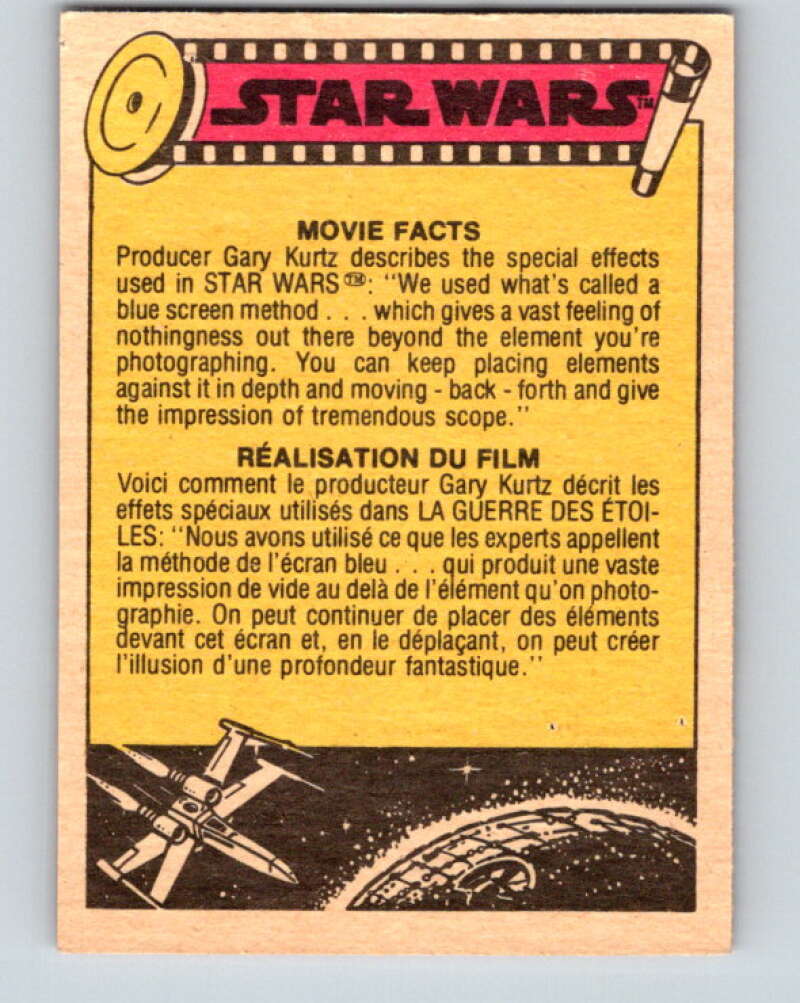 STAR WARS™
MOVIE FACTS
Producer Gary Kurtz describes the special effects
used in STAR WARS™: ‘‘We used what's called a
blue screen method . . . which gives a vast feeling of
nothingness out there beyond the element you're
photographing. You can keep placing elements
against it in depth and moving - back - forth and give
the impression of tremendous scope.’’
RÉALISATION DU FILM
Voici comment le producteur Gary Kurtz décrit les
effets spéciaux utilisés dans LA GUERRE DES ÉTOI-
LES: ‘‘Nous avons utilisé ce que les experts appellent
la méthode de l'écran bleu . . . qui produit une vaste
impression de vide au delà de l'élément qu'on photo-
graphie. On peut continuer de placer des éléments
devant cet écran et, en le déplaçant, on peut créer
l'illusion d'une profondeur fantastique.’’